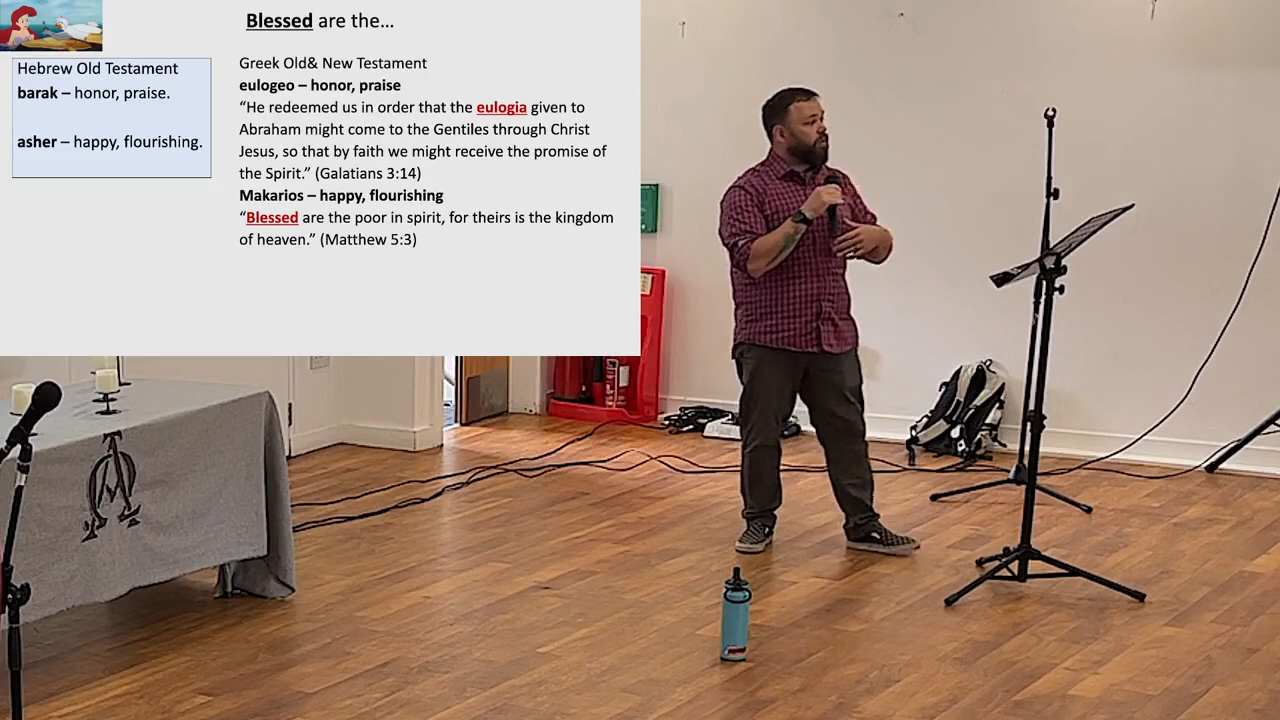 Blessed are the…
Hebrew Old Testament
barak – honor, praise.
asher – happy, flourishing.
Greek Old& New Testament
eulogeo – honor, praise
“He redeemed us in order that the eulogia given to
Abraham might come to the Gentiles through Christ
Jesus, so that by faith we might receive the promise of
the Spirit.” (Galatians 3:14)
Makarios – happy, flourishing
“Blessed are the poor in spirit, for theirs is the kingdom
of heaven.” (Matthew 5:3)